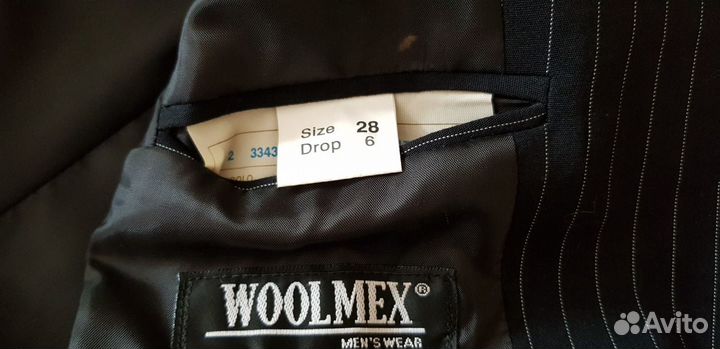 Size 28
Drop 6
2 3343
WOOLMEX®
MEN'S WEAR
Avito